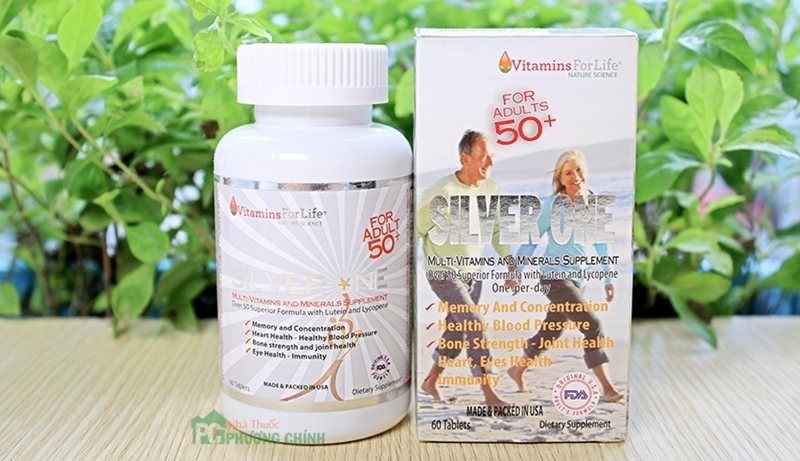 VitaminsForLife®
NATURE SCIENCE
FOR
ADULT
50+
SILVER ONE
MULTI-VITAMINS AND MINERALS SUPPLEMENT
Over 50 Superior Formula with Lutein and Lycopene
Memory and Concentration
Heart Health - Healthy Blood Pressure
Bone strength and joint health
Eye Health - Immunity
ORIGINAL U.S.A
FDA
MADE & PACKED IN USA
60 Tablets
Dietary Supplement
VitaminsForLife®
NATURE SCIENCE
FOR
ADULTS
50+
SILVER ONE
MULTI-VITAMINS AND MINERALS SUPPLEMENT
Over 50 Superior Formula with Lutein and Lycopene
One-per-day
Memory And Concentration
Healthy Blood Pressure
Bone Strength - Joint Health
Heart, Eyes Health
Immunity
ORIGINAL U.S.A
FDA
MADE & PACKED IN USA
60 Tablets
Dietary Supplement
PC
Nhà Thuốc
PHƯƠNG CHÍNH